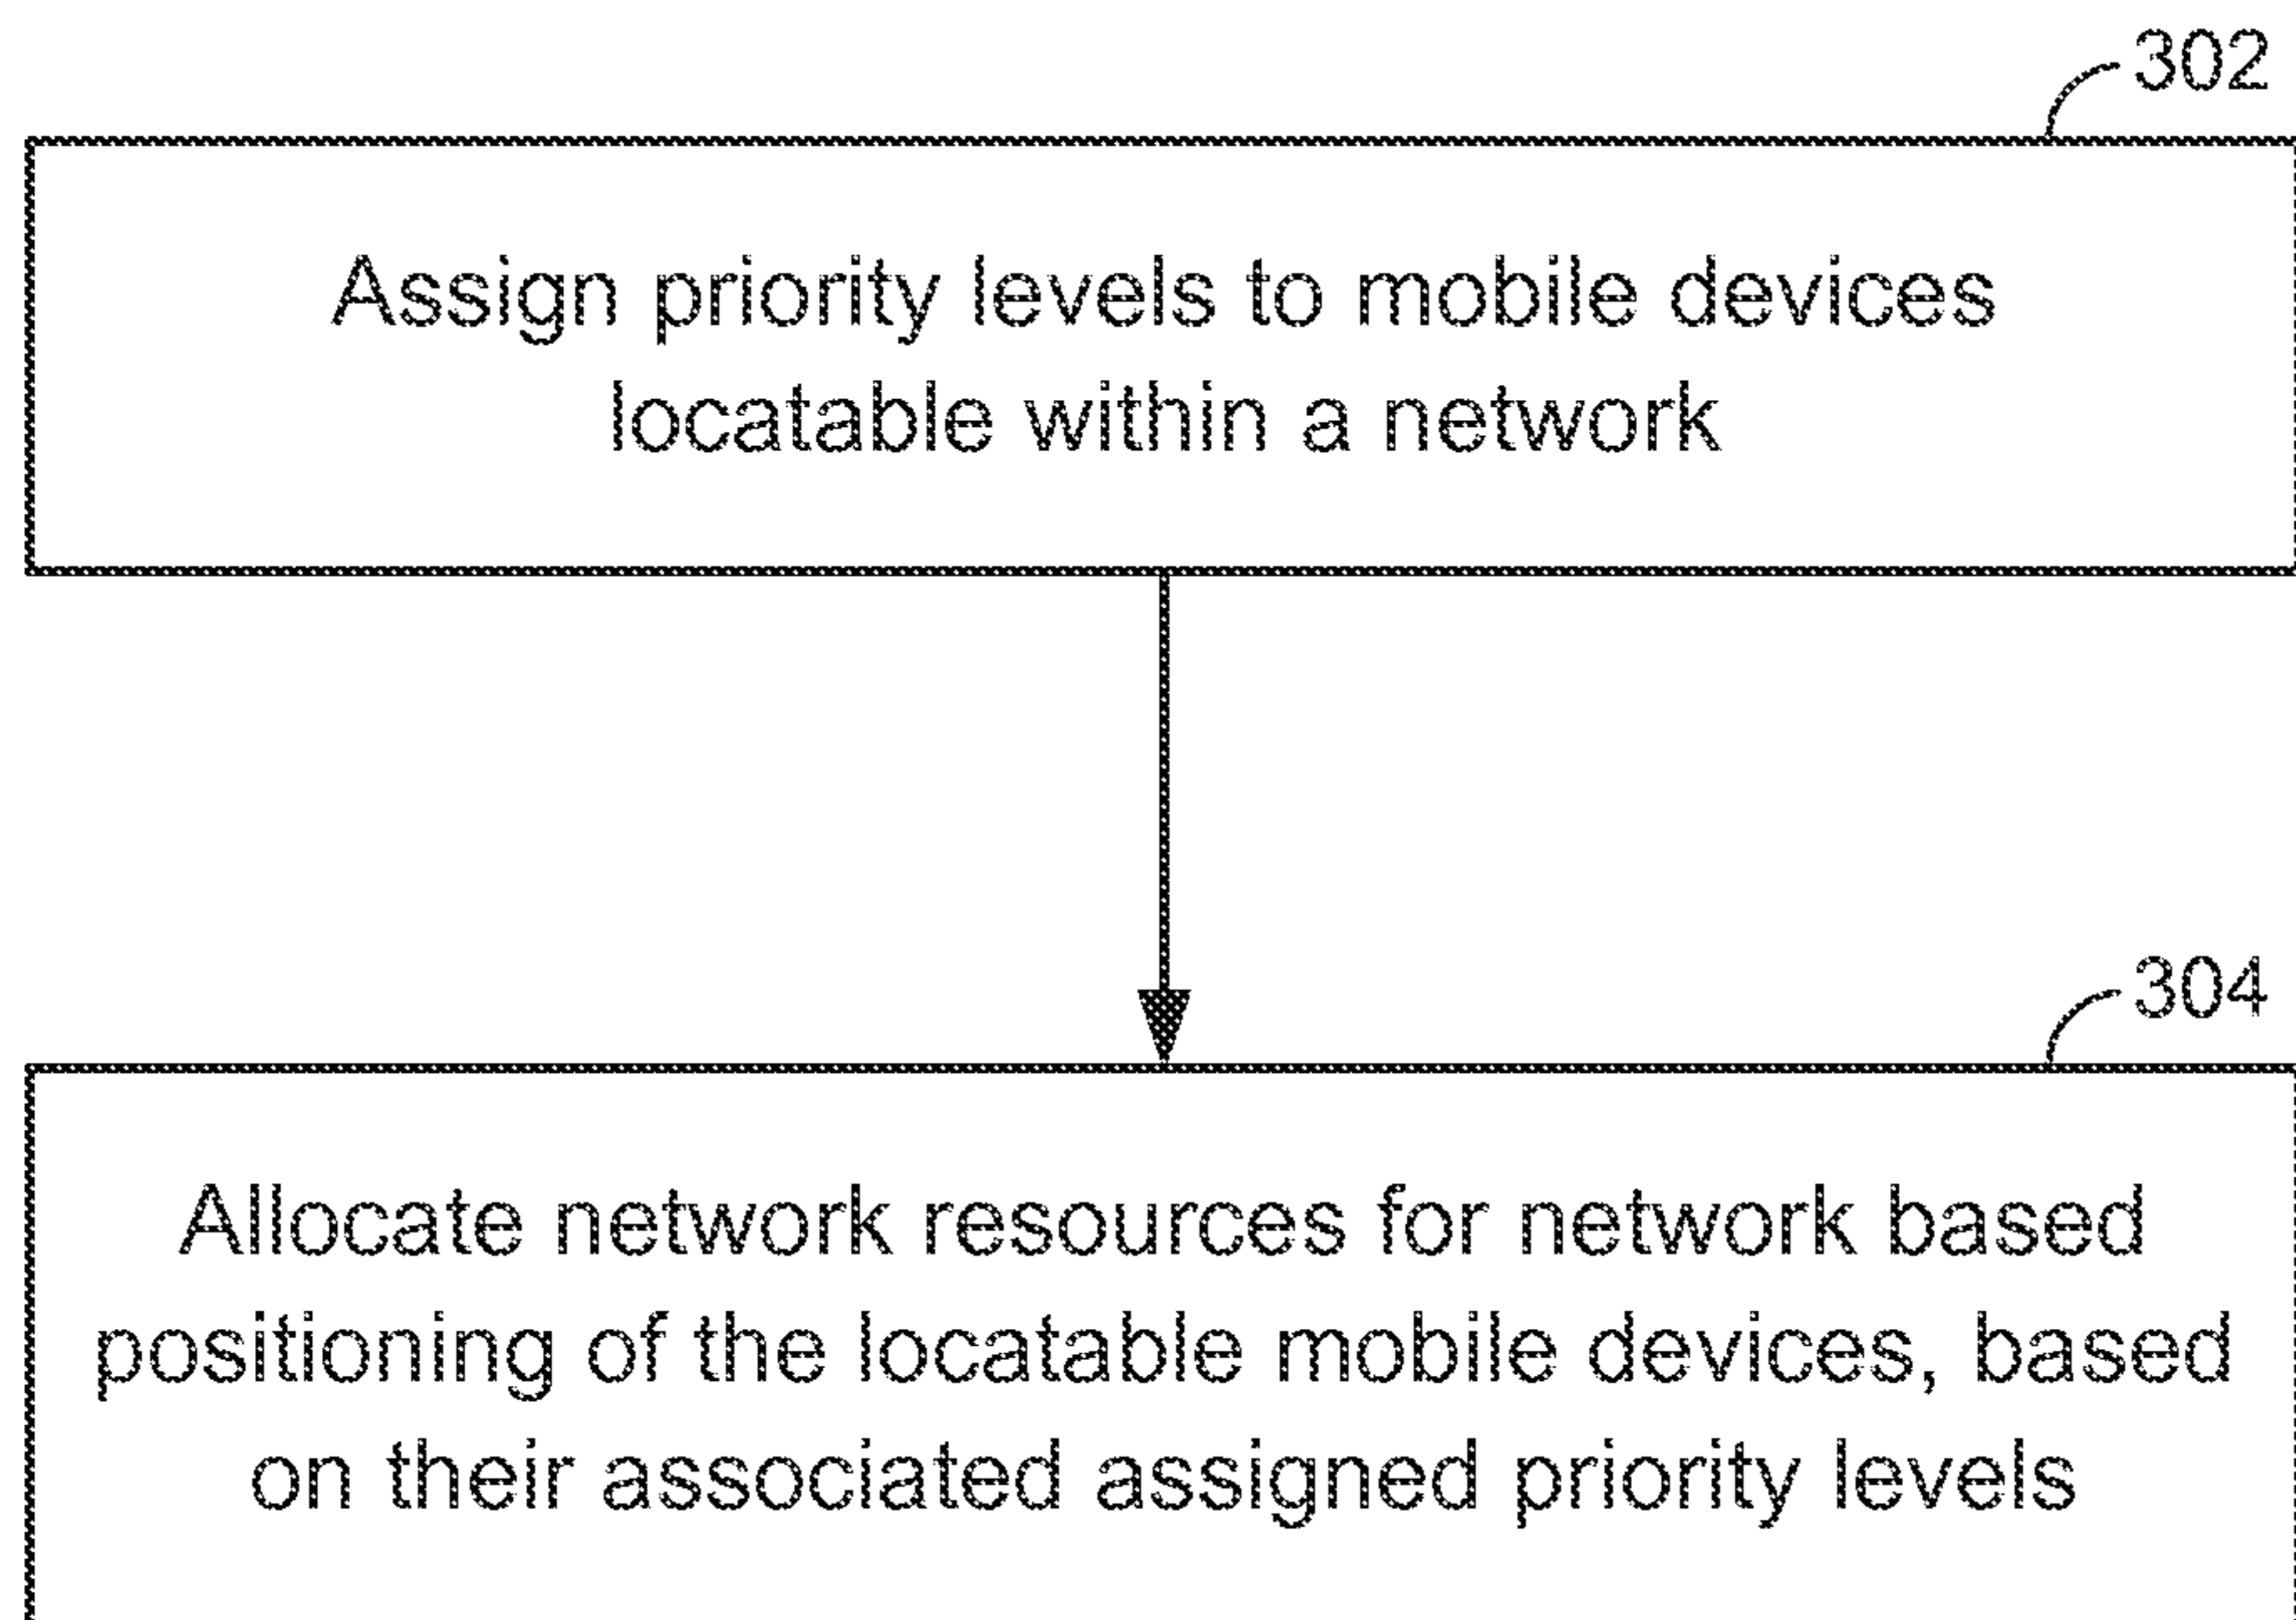 302
Assign priority levels to mobile devices
locatable within a network
304
Allocate network resources for network based
positioning of the locatable mobile devices, based
on their associated assigned priority levels